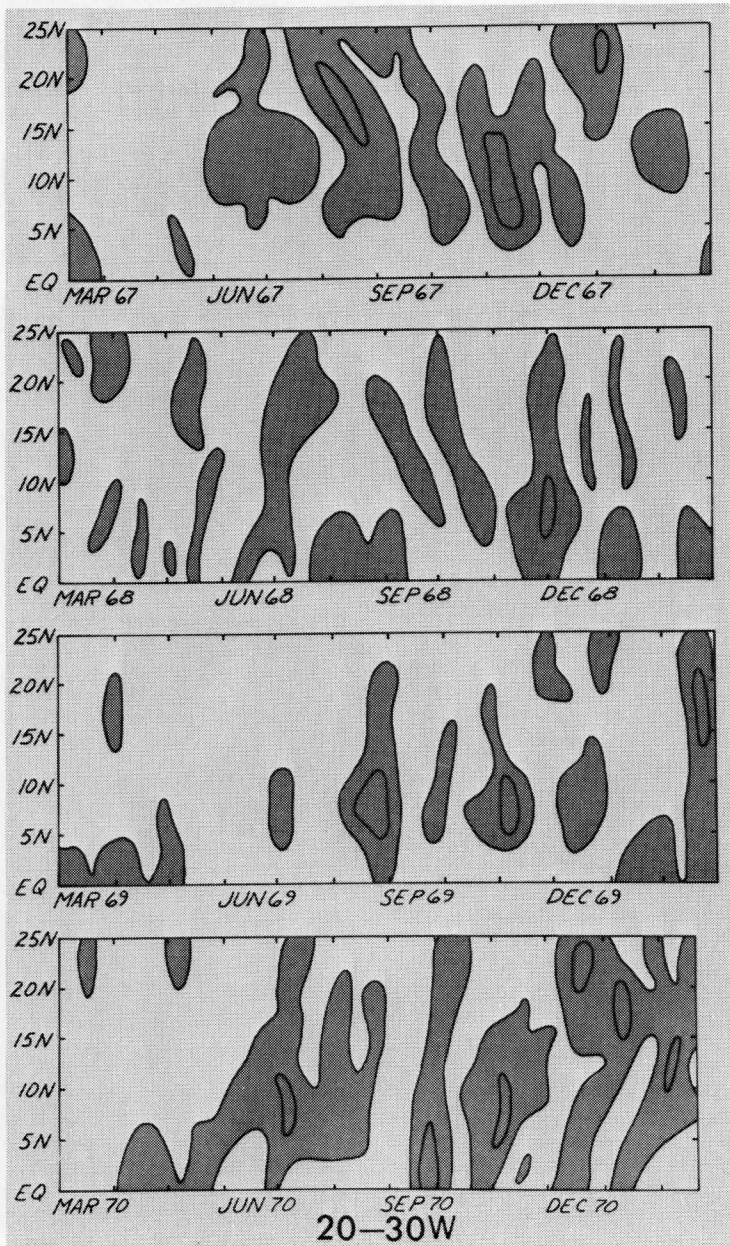 25N
20N
15N
10N
5N
EQ
MAR 67 JUN 67 SEP 67 DEC 67
25N
20N
15N
10N
5N
EQ
MAR 68 JUN 68 SEP 68 DEC 68
25N
20N
15N
10N
5N
EQ
MAR 69 JUN 69 SEP 69 DEC 69
25N
20N
15N
10N
5N
EQ
MAR 70 JUN 70 SEP 70 DEC 70
20–30W